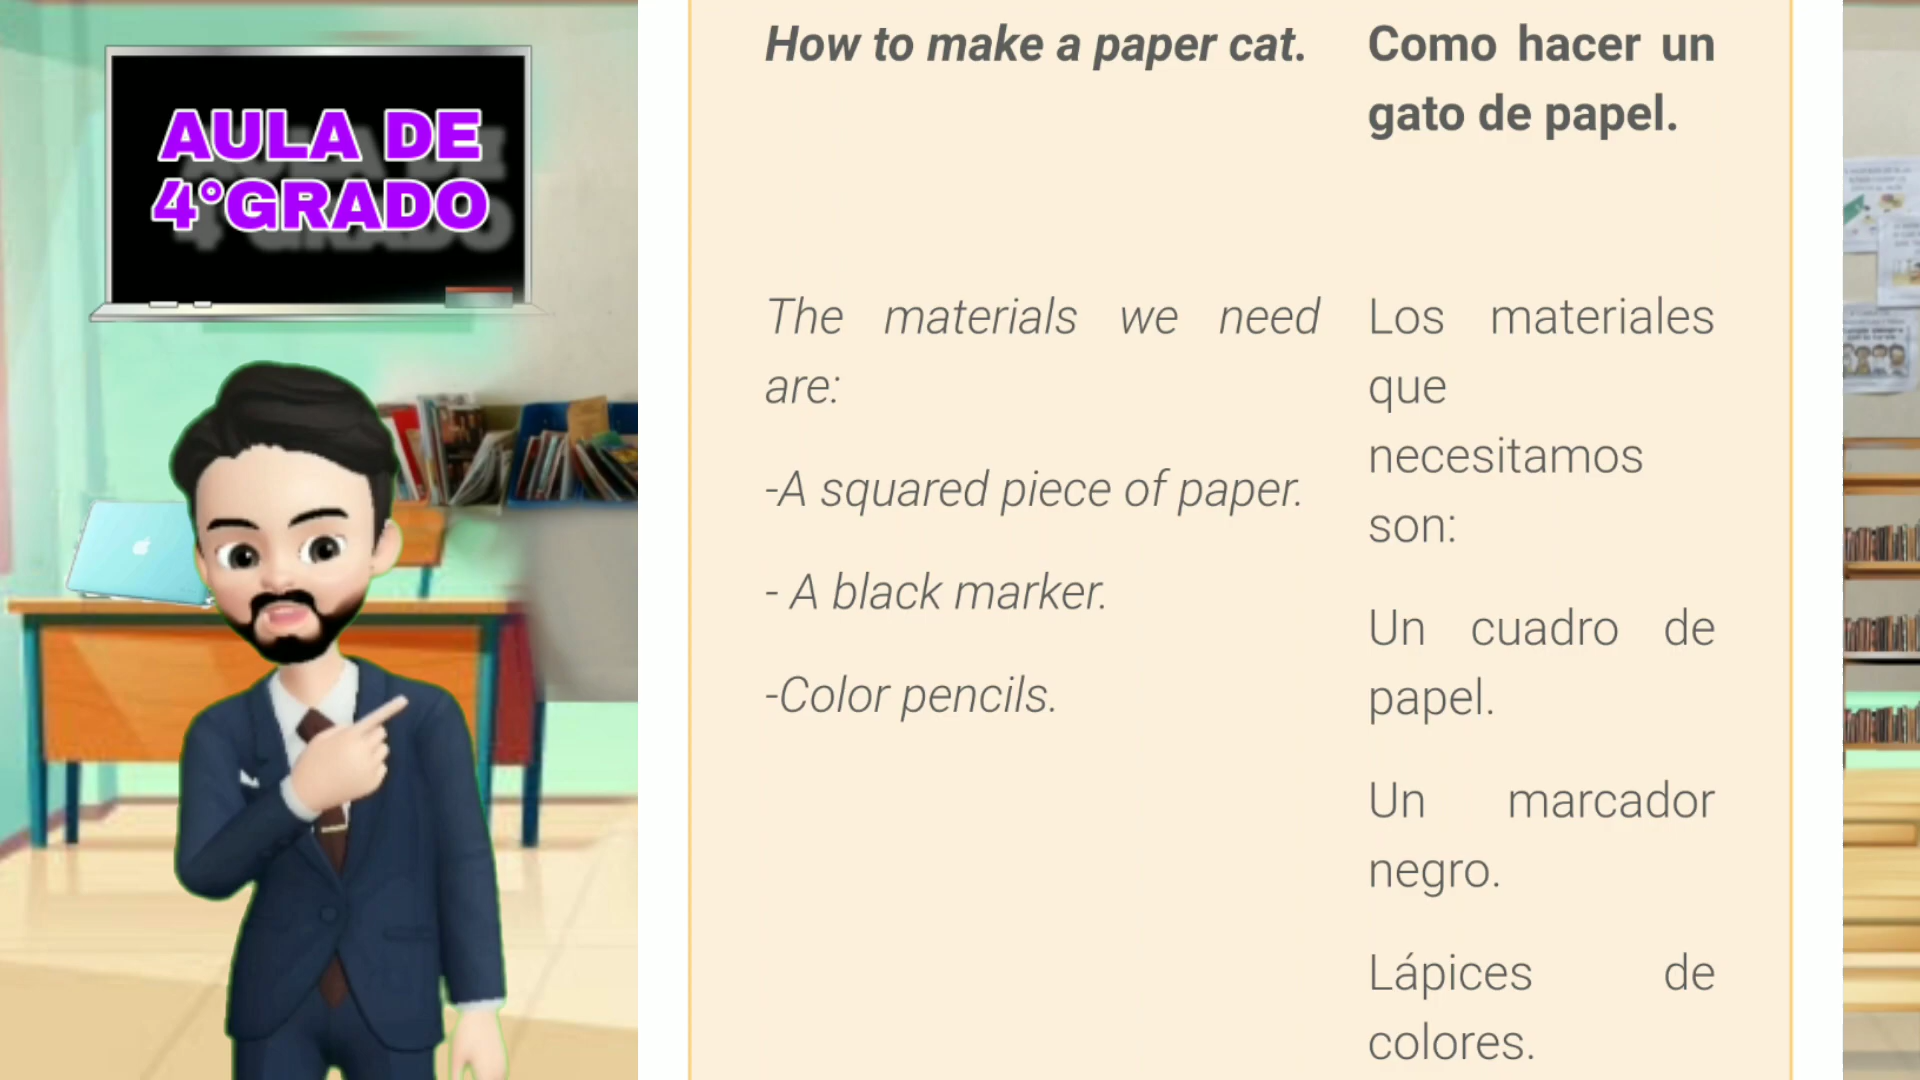 AULA DE
4°GRADO
How to make a paper cat.
The materials we need
are:
-A squared piece of paper.
- A black marker.
-Color pencils.
Como hacer un
gato de papel.
Los materiales
que
necesitamos
son:
Un cuadro de
papel.
Un marcador
negro.
Lápices de
colores.